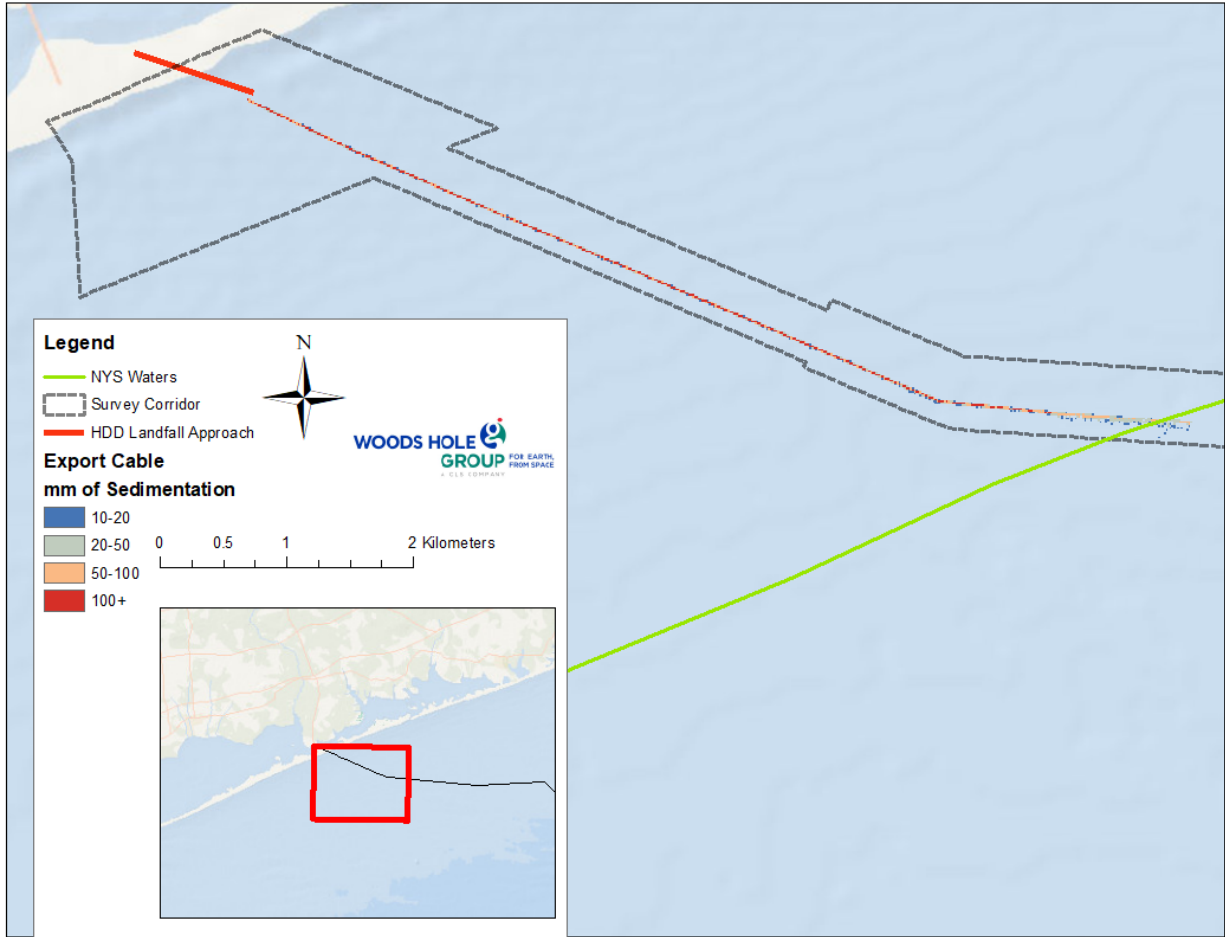 Legend
N
NYS Waters
Survey Corridor
HDD Landfall Approach
WOODS HOLE
GROUP
FOR EARTH,
FROM SPACE
A CLS COMPANY
Export Cable
mm of Sedimentation
10-20
20-50
50-100
100+
0 0.5 1 2 Kilometers